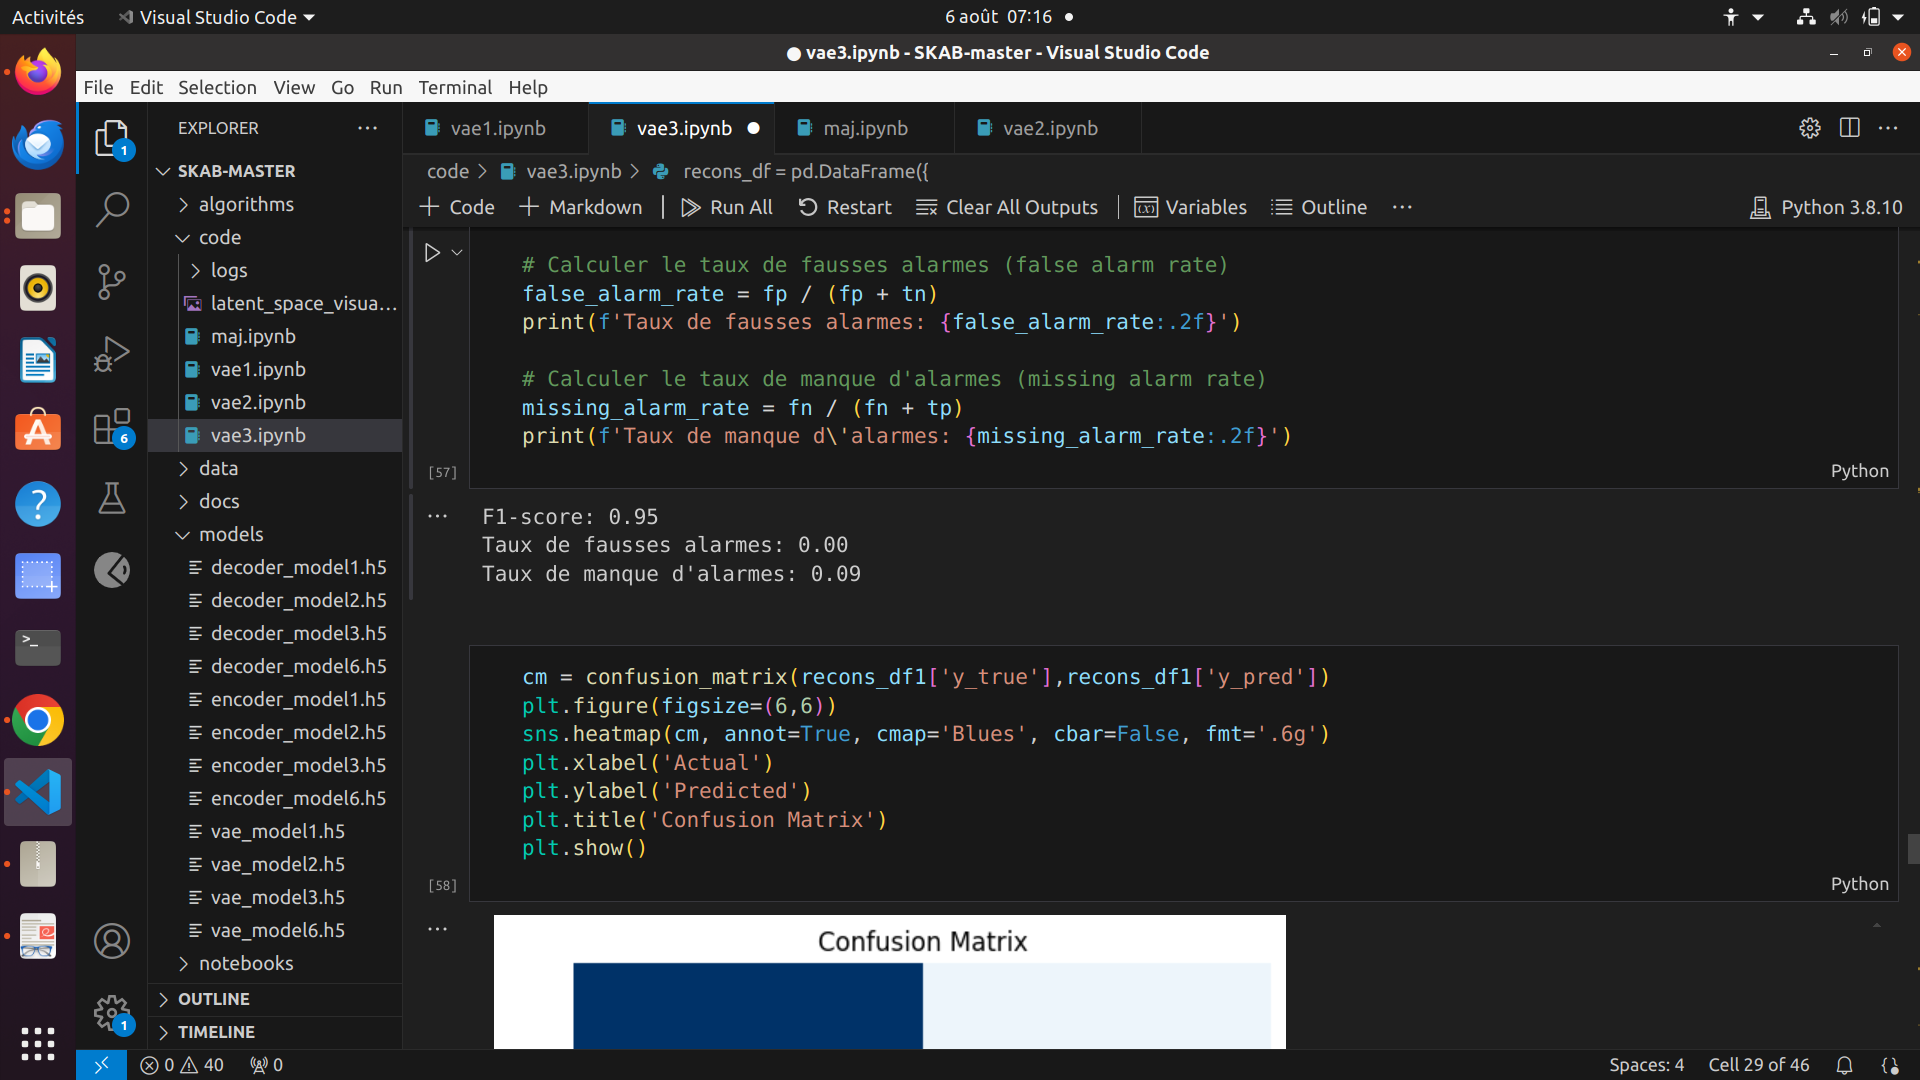 Activités
Visual Studio Code
6 août 07:16
vae3.ipynb - SKAB-master - Visual Studio Code
File Edit Selection View Go Run Terminal Help
EXPLORER
1
SKAB-MASTER
algorithms
code
logs
latent_space_visua...
maj.ipynb
vae1.ipynb
vae2.ipynb
vae3.ipynb
6
data
docs
models
decoder_model1.h5
decoder_model2.h5
decoder_model3.h5
decoder_model6.h5
encoder_model1.h5
encoder_model2.h5
encoder_model3.h5
encoder_model6.h5
vae_model1.h5
vae_model2.h5
vae_model3.h5
vae_model6.h5
notebooks
OUTLINE
1
TIMELINE
vae1.ipynb
vae3.ipynb
maj.ipynb
vae2.ipynb
code > vae3.ipynb > recons_df = pd.DataFrame({
Code Markdown Run All Restart Clear All Outputs Variables Outline Python 3.8.10
# Calculer le taux de fausses alarmes (false alarm rate)
false_alarm_rate = fp / (fp + tn)
print(f'Taux de fausses alarmes: {false_alarm_rate:.2f}')
# Calculer le taux de manque d'alarmes (missing alarm rate)
missing_alarm_rate = fn / (fn + tp)
print(f'Taux de manque d\'alarmes: {missing_alarm_rate:.2f}')
[57]
Python
F1-score: 0.95
Taux de fausses alarmes: 0.00
Taux de manque d'alarmes: 0.09
cm = confusion_matrix(recons_df1['y_true'],recons_df1['y_pred'])
plt.figure(figsize=(6,6))
sns.heatmap(cm, annot=True, cmap='Blues', cbar=False, fmt='.6g')
plt.xlabel('Actual')
plt.ylabel('Predicted')
plt.title('Confusion Matrix')
plt.show()
[58]
Python
Confusion Matrix
0 40 0
Spaces: 4 Cell 29 of 46